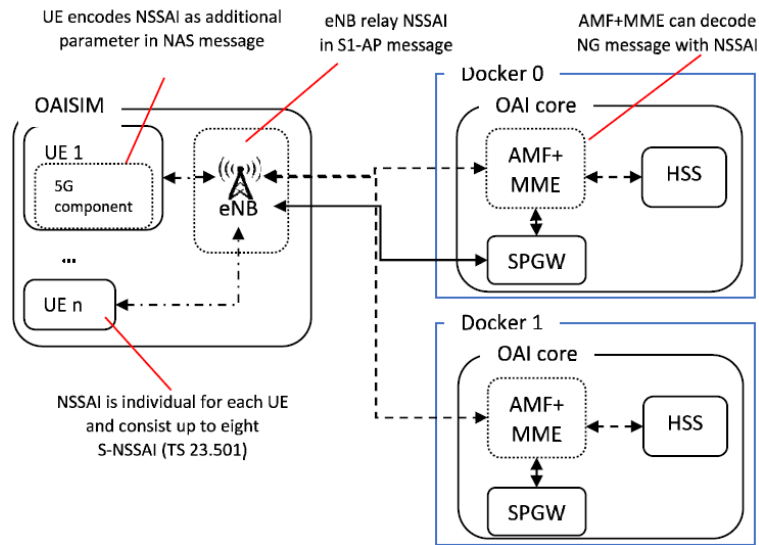 UE encodes NSSAI as additional
parameter in NAS message
eNB relay NSSAI
in S1-AP message
AMF+MME can decode
NG message with NSSAI
Docker 0
OAISIM
OAI core
UE 1
5G
component
eNB
AMF+
MME
HSS
SPGW
...
UE n
Docker 1
OAI core
AMF+
MME
HSS
SPGW
NSSAI is individual for each UE
and consist up to eight
S-NSSAI (TS 23.501)